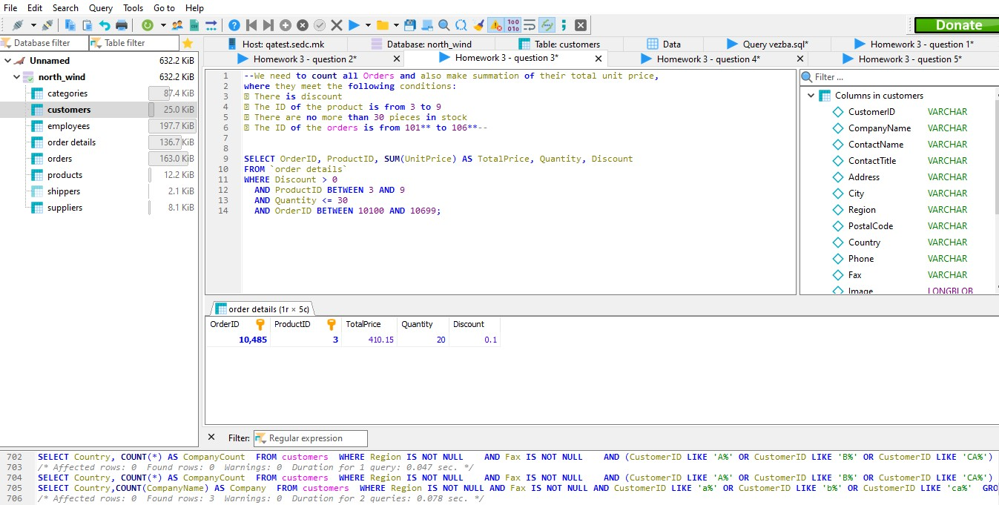 File Edit Search Query Tools Go to Help
Donate
Database filter Table filter
Host: qatest.sedc.mk Database: north_wind Table: customers Data Query vezba.sql* Homework 3 - question 1*
Homework 3 - question 2* Homework 3 - question 3* Homework 3 - question 4* Homework 3 - question 5*
Unnamed 632.2 KiB
north_wind 632.2 KiB
categories 87.4 KiB
customers 25.0 KiB
employees 197.7 KiB
order details 136.7 KiB
orders 163.0 KiB
products 12.2 KiB
shippers 2.1 KiB
suppliers 8.1 KiB
1 --We need to count all Orders and also make summation of their total unit price,
2 where they meet the following conditions:
3 There is discount
4 The ID of the product is from 3 to 9
5 There are no more than 30 pieces in stock
6 The ID of the orders is from 101** to 106**--
7
8
9 SELECT OrderID, ProductID, SUM(UnitPrice) AS TotalPrice, Quantity, Discount
10 FROM `order details`
11 WHERE Discount > 0
12 AND ProductID BETWEEN 3 AND 9
13 AND Quantity <= 30
14 AND OrderID BETWEEN 10100 AND 10699;
Filter ...
Columns in customers
CustomerID VARCHAR
CompanyName VARCHAR
ContactName VARCHAR
ContactTitle VARCHAR
Address VARCHAR
City VARCHAR
Region VARCHAR
PostalCode VARCHAR
Country VARCHAR
Phone VARCHAR
Fax VARCHAR
Image LONGBLOB
order details (1r × 5c)
OrderID ProductID TotalPrice Quantity Discount
10,485 3 410.15 20 0.1
Filter: Regular expression
702 SELECT Country, COUNT(*) AS CompanyCount FROM customers WHERE Region IS NOT NULL AND Fax IS NOT NULL AND (CustomerID LIKE 'A%' OR CustomerID LIKE 'B%' OR CustomerID LIKE 'CA%')
703 /* Affected rows: 0 Found rows: 0 Warnings: 0 Duration for 1 query: 0.047 sec. */
704 SELECT Country, COUNT(*) AS CompanyCount FROM customers WHERE Region IS NOT NULL AND Fax IS NOT NULL AND (CustomerID LIKE 'A%' OR CustomerID LIKE 'B%' OR CustomerID LIKE 'CA%')
705 SELECT Country,COUNT(CompanyName) AS Company FROM customers WHERE Region IS NOT NULL AND Fax IS NOT NULL AND CustomerID LIKE 'a%' OR CustomerID LIKE 'b%' OR CustomerID LIKE 'ca%' GRO
706 /* Affected rows: 0 Found rows: 3 Warnings: 0 Duration for 2 queries: 0.078 sec. */